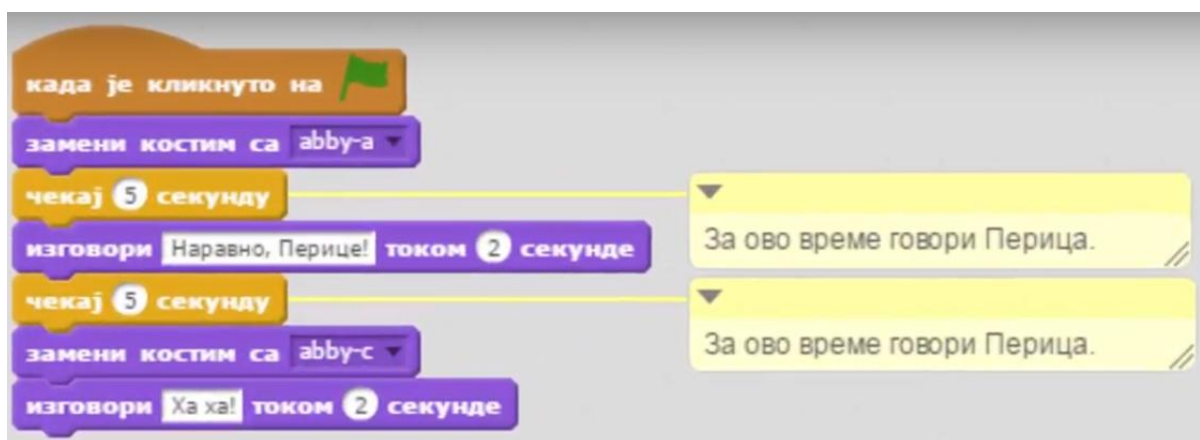 када је кликнуто на
замени костим са abby-a
чекај 5 секунду
За ово време говори Перица.
изговори Наравно, Перице! током 2 секунде
чекај 5 секунду
За ово време говори Перица.
замени костим са abby-c
изговори Ха ха! током 2 секунде